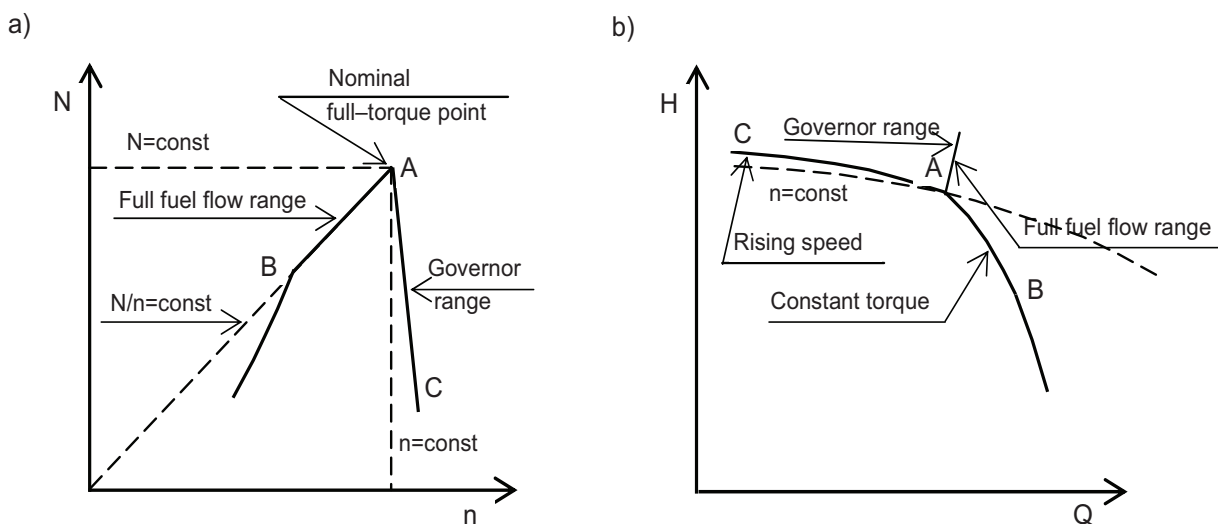 a)
N
Nominal
full–torque point
N=const
A
Full fuel flow range
B
Governor
range
N/n=const
C
n=const
n
b)
H
C
Governor range
A
n=const
Full fuel flow range
Rising speed
B
Constant torque
Q